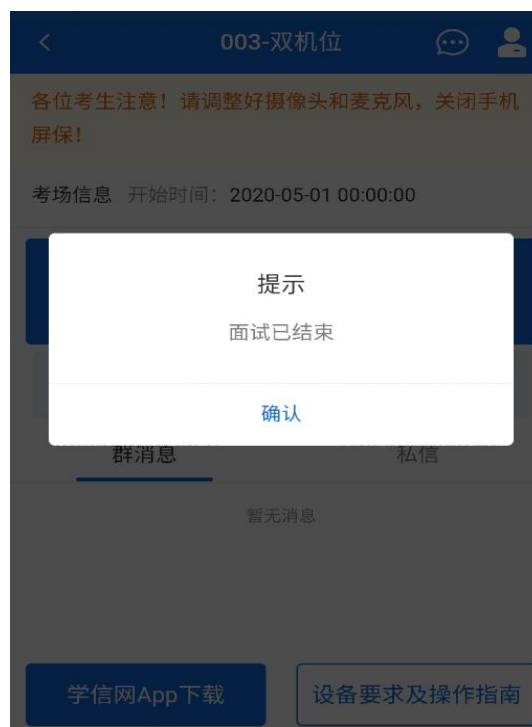 003-双机位
各位考生注意！请调整好摄像头和麦克风，关闭手机
屏保！
考场信息 开始时间：2020-05-01 00:00:00
提示
面试已结束
确认
群消息 私信
暂无消息
学信网App下载 设备要求及操作指南